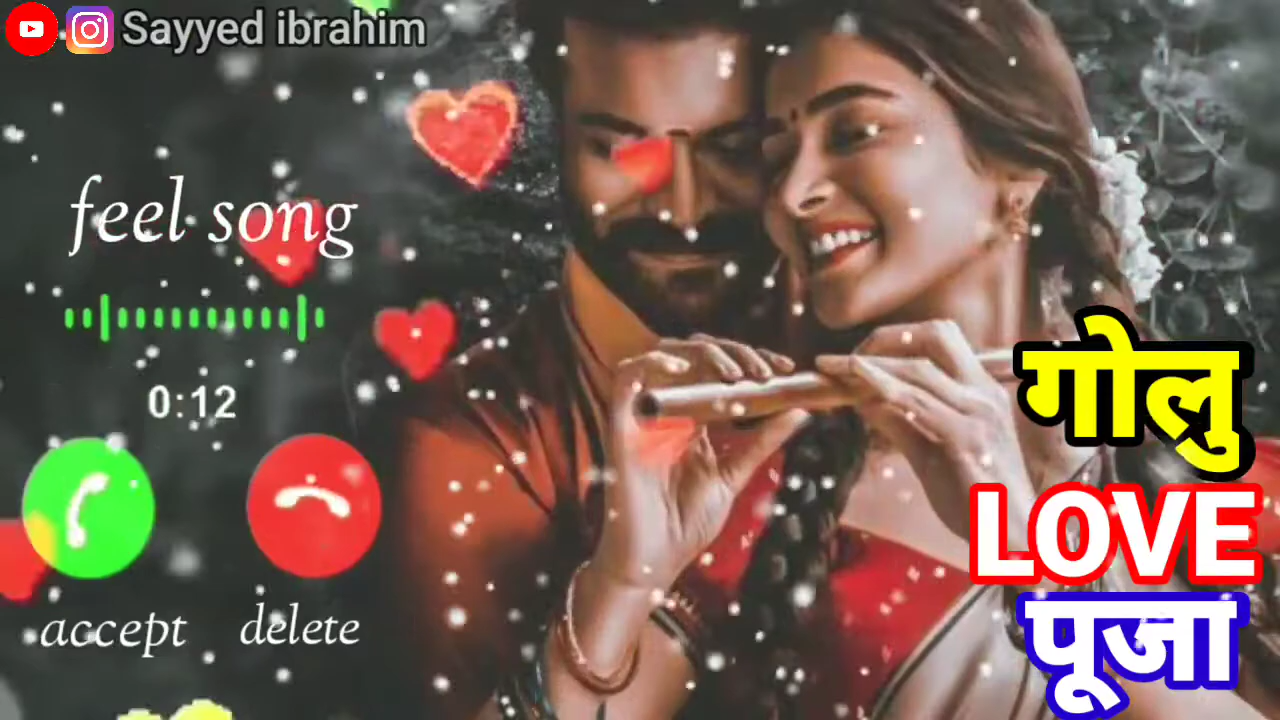 Sayyed ibrahim
feel song
0:12
accept delete
गोलु
LOVE
पूजा